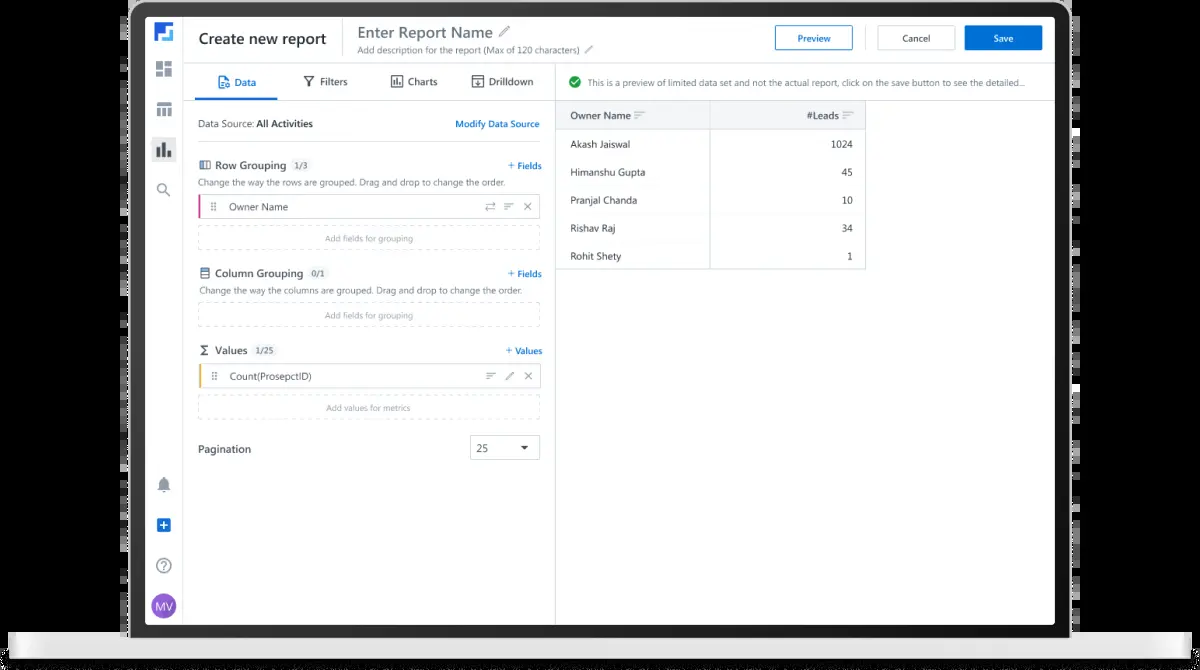 Create new report
Enter Report Name
Add description for the report (Max of 120 characters)
Preview
Cancel
Save
Data
Filters
Charts
Drilldown
This is a preview of limited data set and not the actual report, click on the save button to see the detailed...
Data Source: All Activities
Modify Data Source
Row Grouping 1/3
+ Fields
Change the way the rows are grouped. Drag and drop to change the order.
Owner Name
Add fields for grouping
Column Grouping 0/1
+ Fields
Change the way the columns are grouped. Drag and drop to change the order.
Add fields for grouping
Values 1/25
+ Values
Count(ProsepctID)
Add values for metrics
Pagination
25
Owner Name #Leads
Akash Jaiswal 1024
Himanshu Gupta 45
Pranjal Chanda 10
Rishav Raj 34
Rohit Shety 1
MV